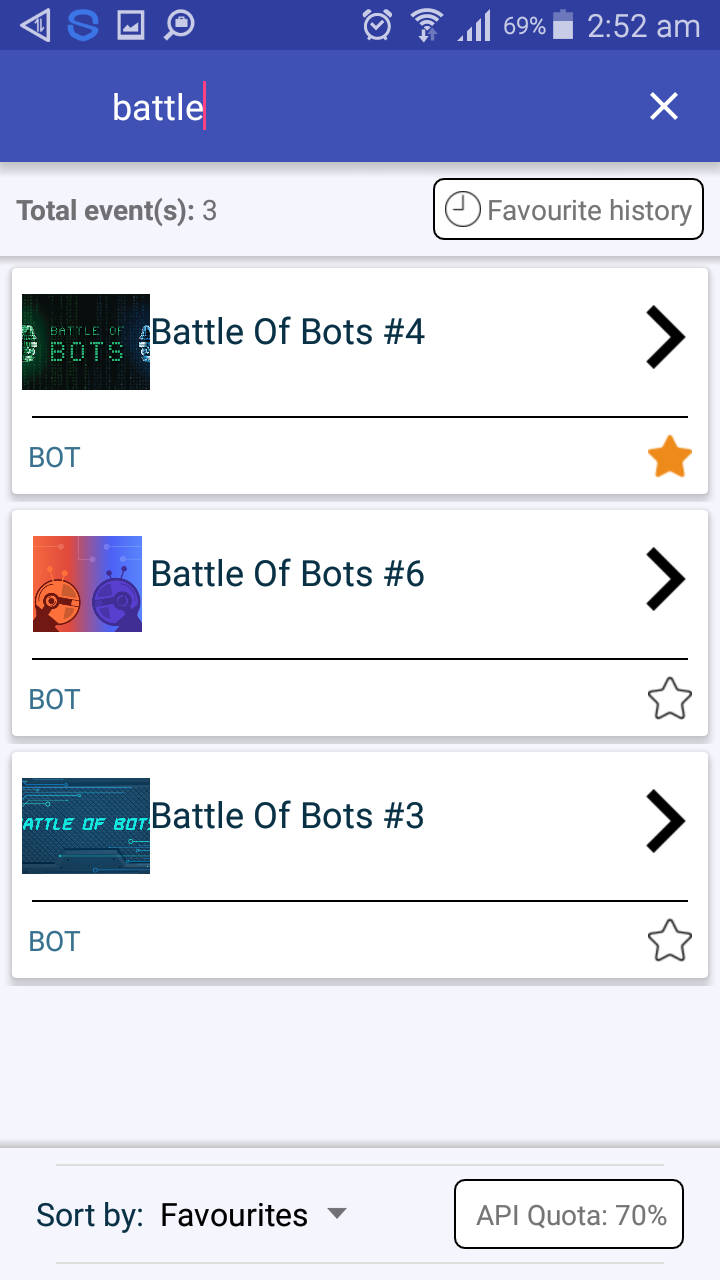 69% 2:52 am
battle
Total event(s): 3 Favourite history
BATTLE OF
BOTS
Battle Of Bots #4
BOT
Battle Of Bots #6
BOT
ATTLE OF BOT
Battle Of Bots #3
BOT
Sort by: Favourites API Quota: 70%